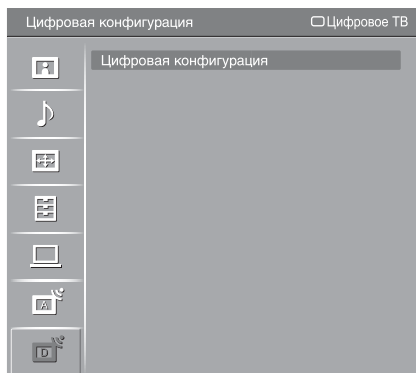 Цифровая конфигурация
Цифровое ТВ
Цифровая конфигурация
A
D